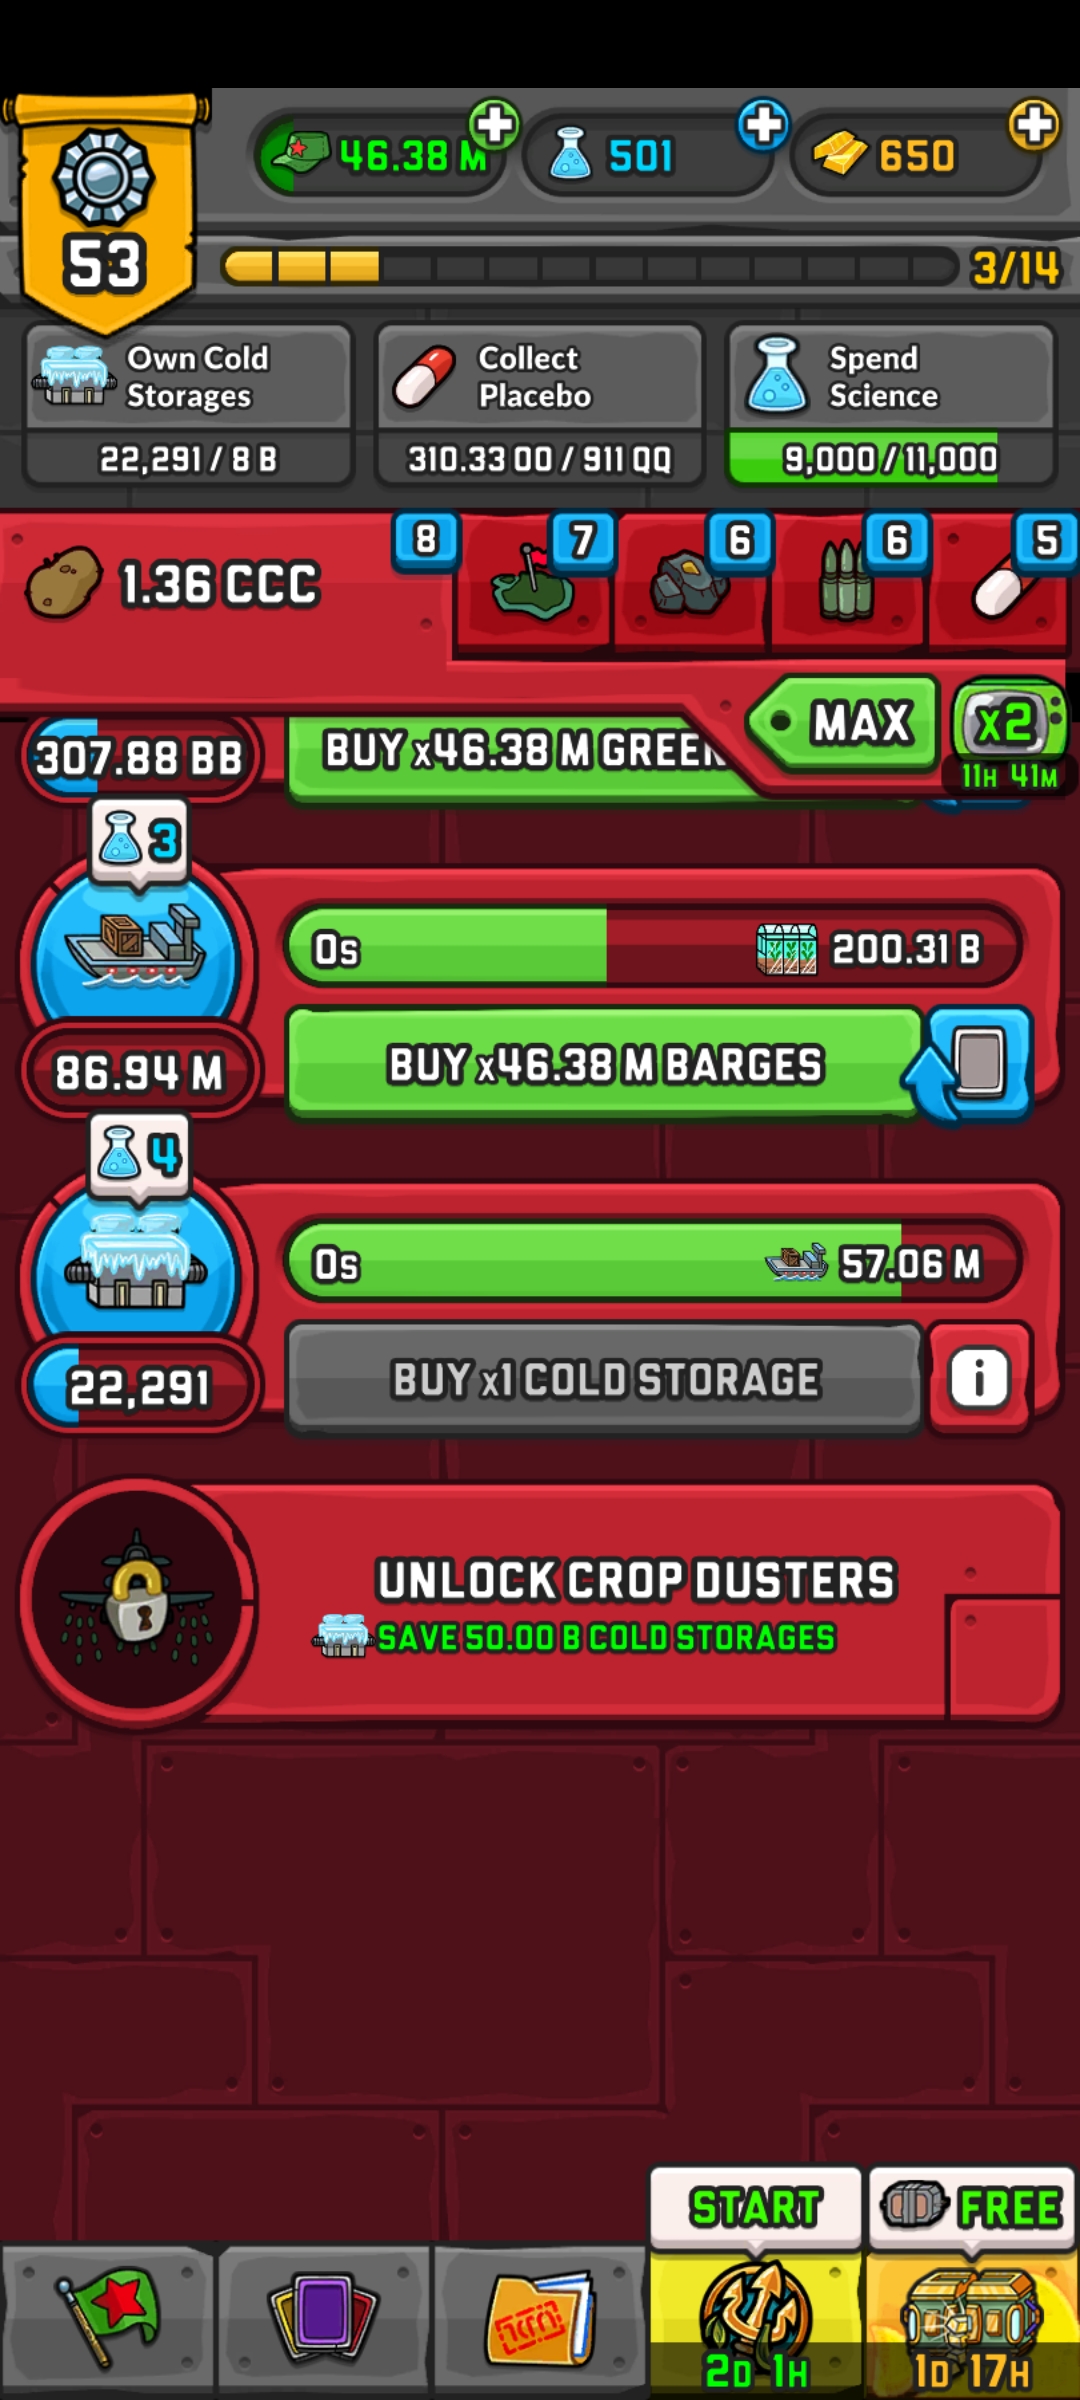 46.38 M
501
650
53
3/14
Own Cold
Storages
22,291 / 8 B
Collect
Placebo
310.33 OO / 911 QQ
Spend
Science
9,000 / 11,000
1.36 CCC
8
7
6
6
5
MAX
x2
11H 41M
307.88 BB
BUY x46.38 M GREEN
3
0s
200.31 B
86.94 M
BUY x46.38 M BARGES
4
0s
57.06 M
22,291
BUY x1 COLD STORAGE
i
UNLOCK CROP DUSTERS
SAVE 50.00 B COLD STORAGES
START
FREE
2D 1H
1D 17H